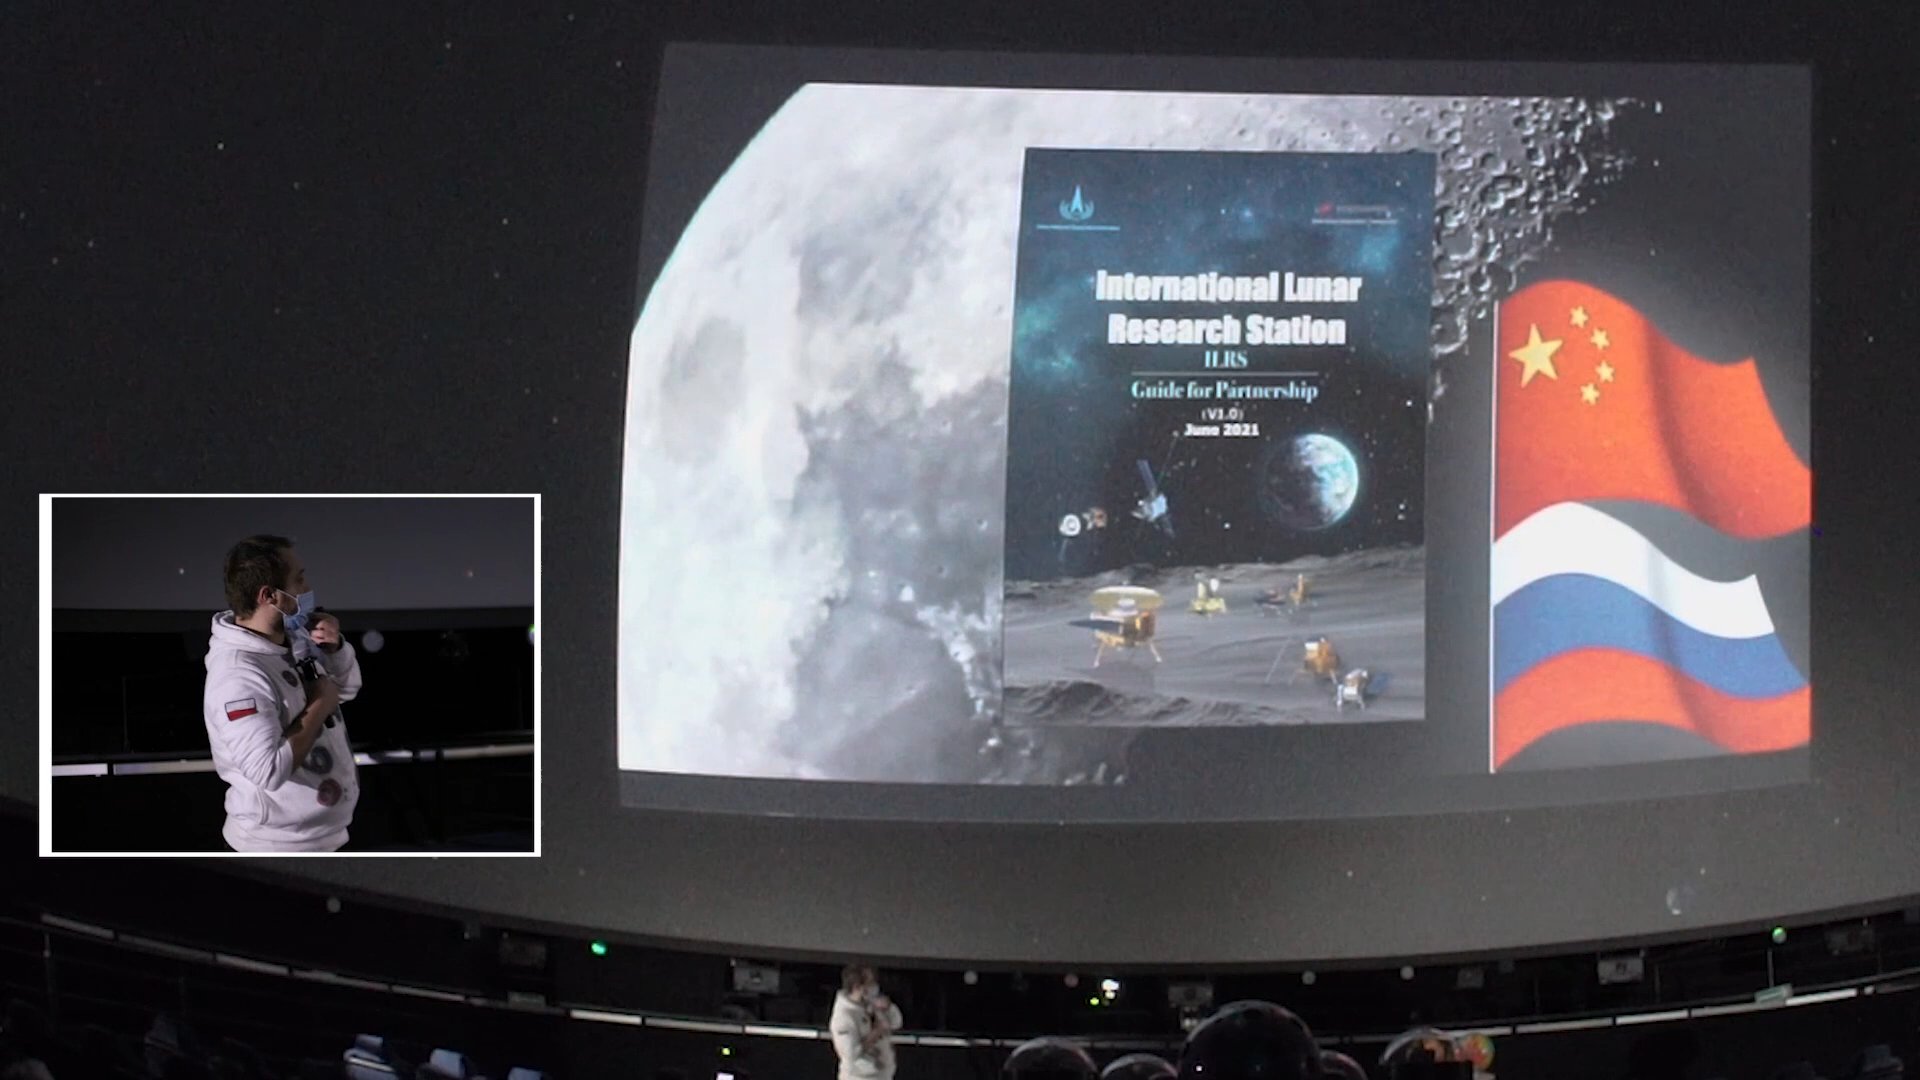 International Lunar
Research Station
ILRS
Guide for Partnership
(V1.0)
June 2021